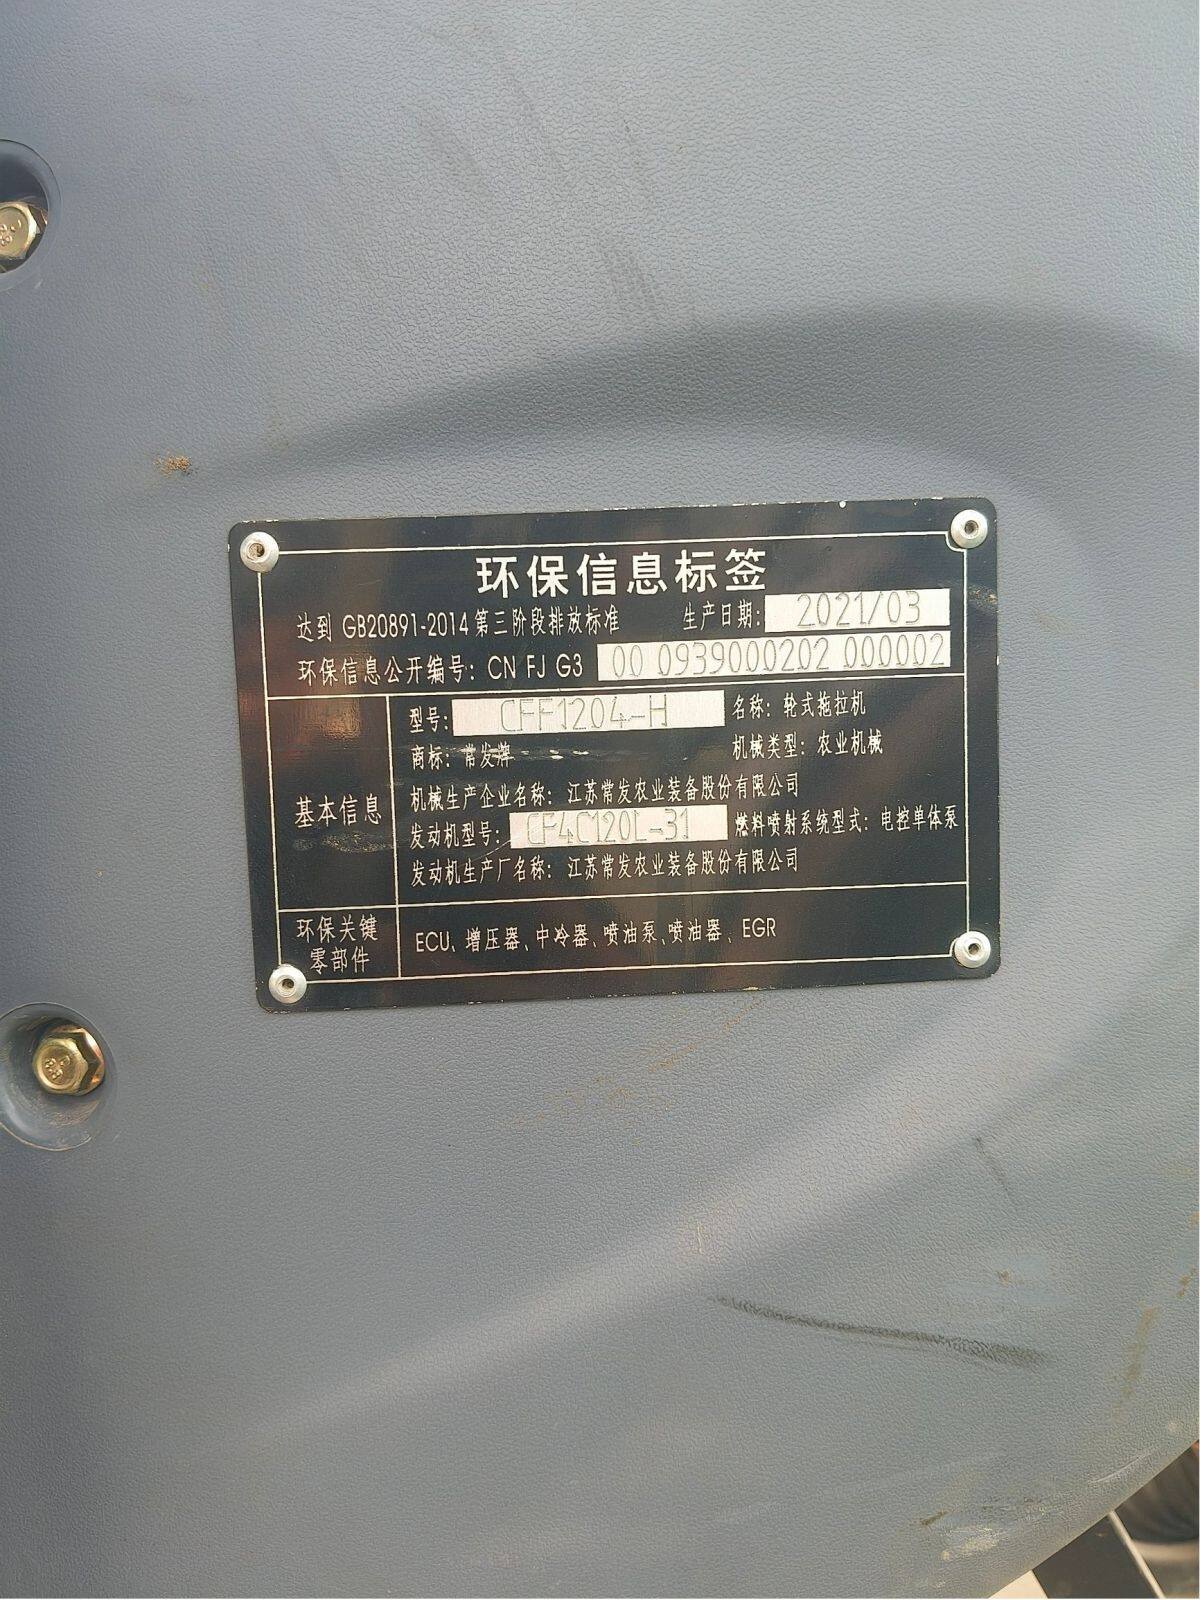 环保信息标签
达到 GB20891-2014 第三阶段排放标准 生产日期: 2021/03
环保信息公开编号: CN FJ G3 00 0939000202 000002
基本信息
型号: CFF1204-H 名称: 轮式拖拉机
商标: 常发牌 机械类型: 农业机械
机械生产企业名称: 江苏常发农业装备股份有限公司
发动机型号: CF4C120L-31 燃料喷射系统型式: 电控单体泵
发动机生产厂名称: 江苏常发农业装备股份有限公司
环保关键
零部件
ECU、增压器、中冷器、喷油泵、喷油器、EGR